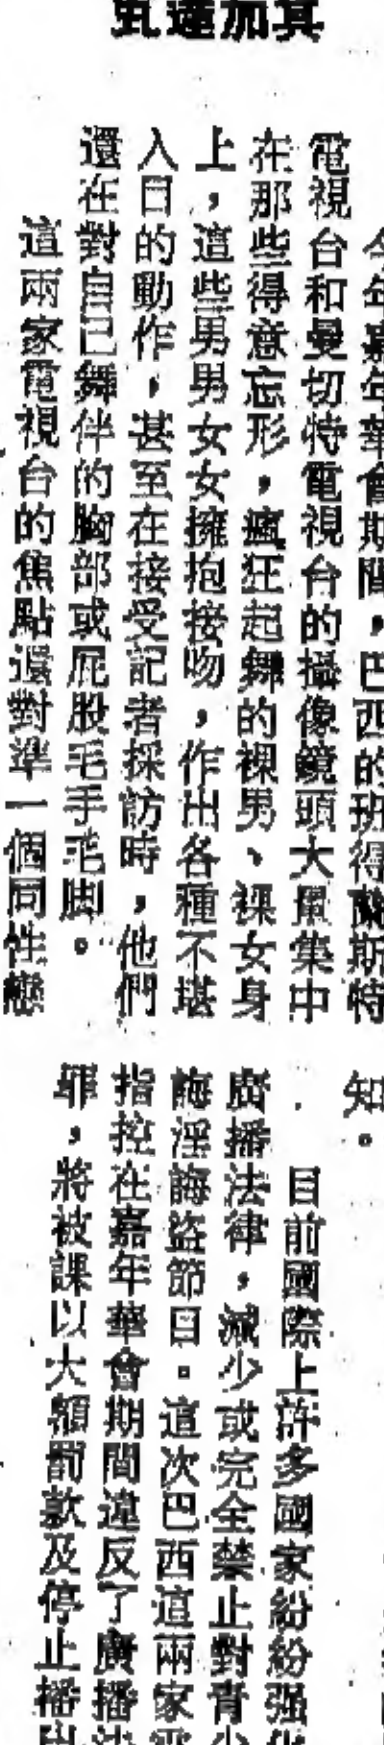 其加達虱
今年嘉年華會期間，巴西的班得蘭斯特
電視台和曼切特電視台的攝像鏡頭大量集中
在那些得意忘形，瘋狂起舞的裸男、裸女身
上，這些男男女女擁抱接吻，作出各種不堪
入目的動作，甚至在接受記者採訪時，他們
還在對自己舞伴的胸部或屁股毛手毛脚。
這兩家電視台的焦點還對準一個同性戀
知。
目前國際上許多國家紛紛强化
廣播法律，減少或完全禁止對青少
誨淫誨盜節目。這次巴西這兩家電
指控在嘉年華會期間違反了廣播法
罪，將被課以大額罰款及停止播出